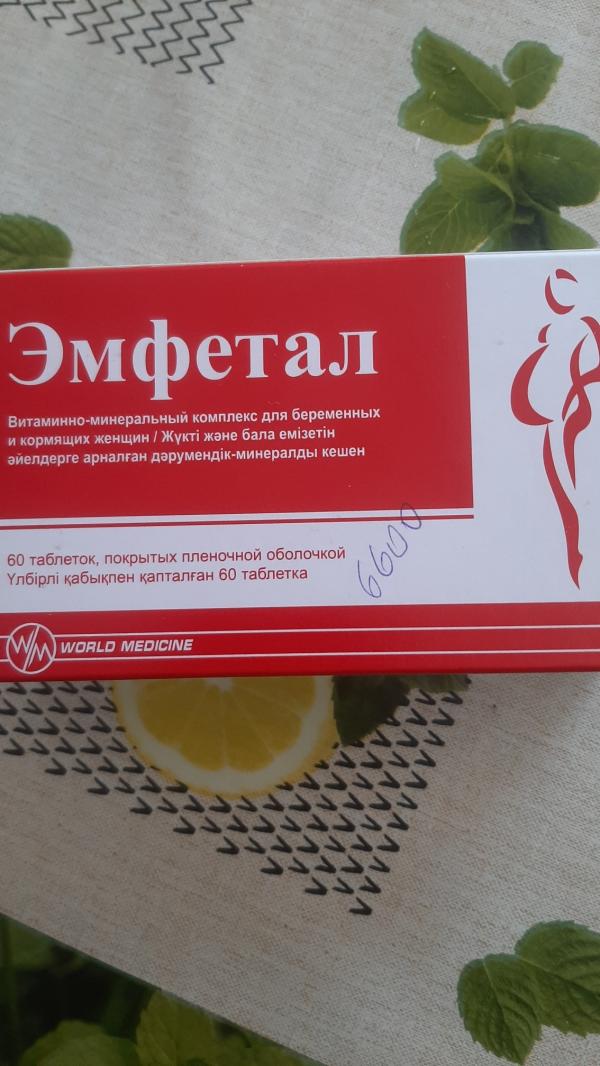 Эмфетал
Витаминно-минеральный комплекс для беременных
и кормящих женщин / Жүкті және бала емізетін
әйелдерге арналған дәрумендік-минералды кешен
60 таблеток, покрытых пленочной оболочкой
Үлбірлі қабықпен қапталған 60 таблетка
6600
WM WORLD MEDICINE